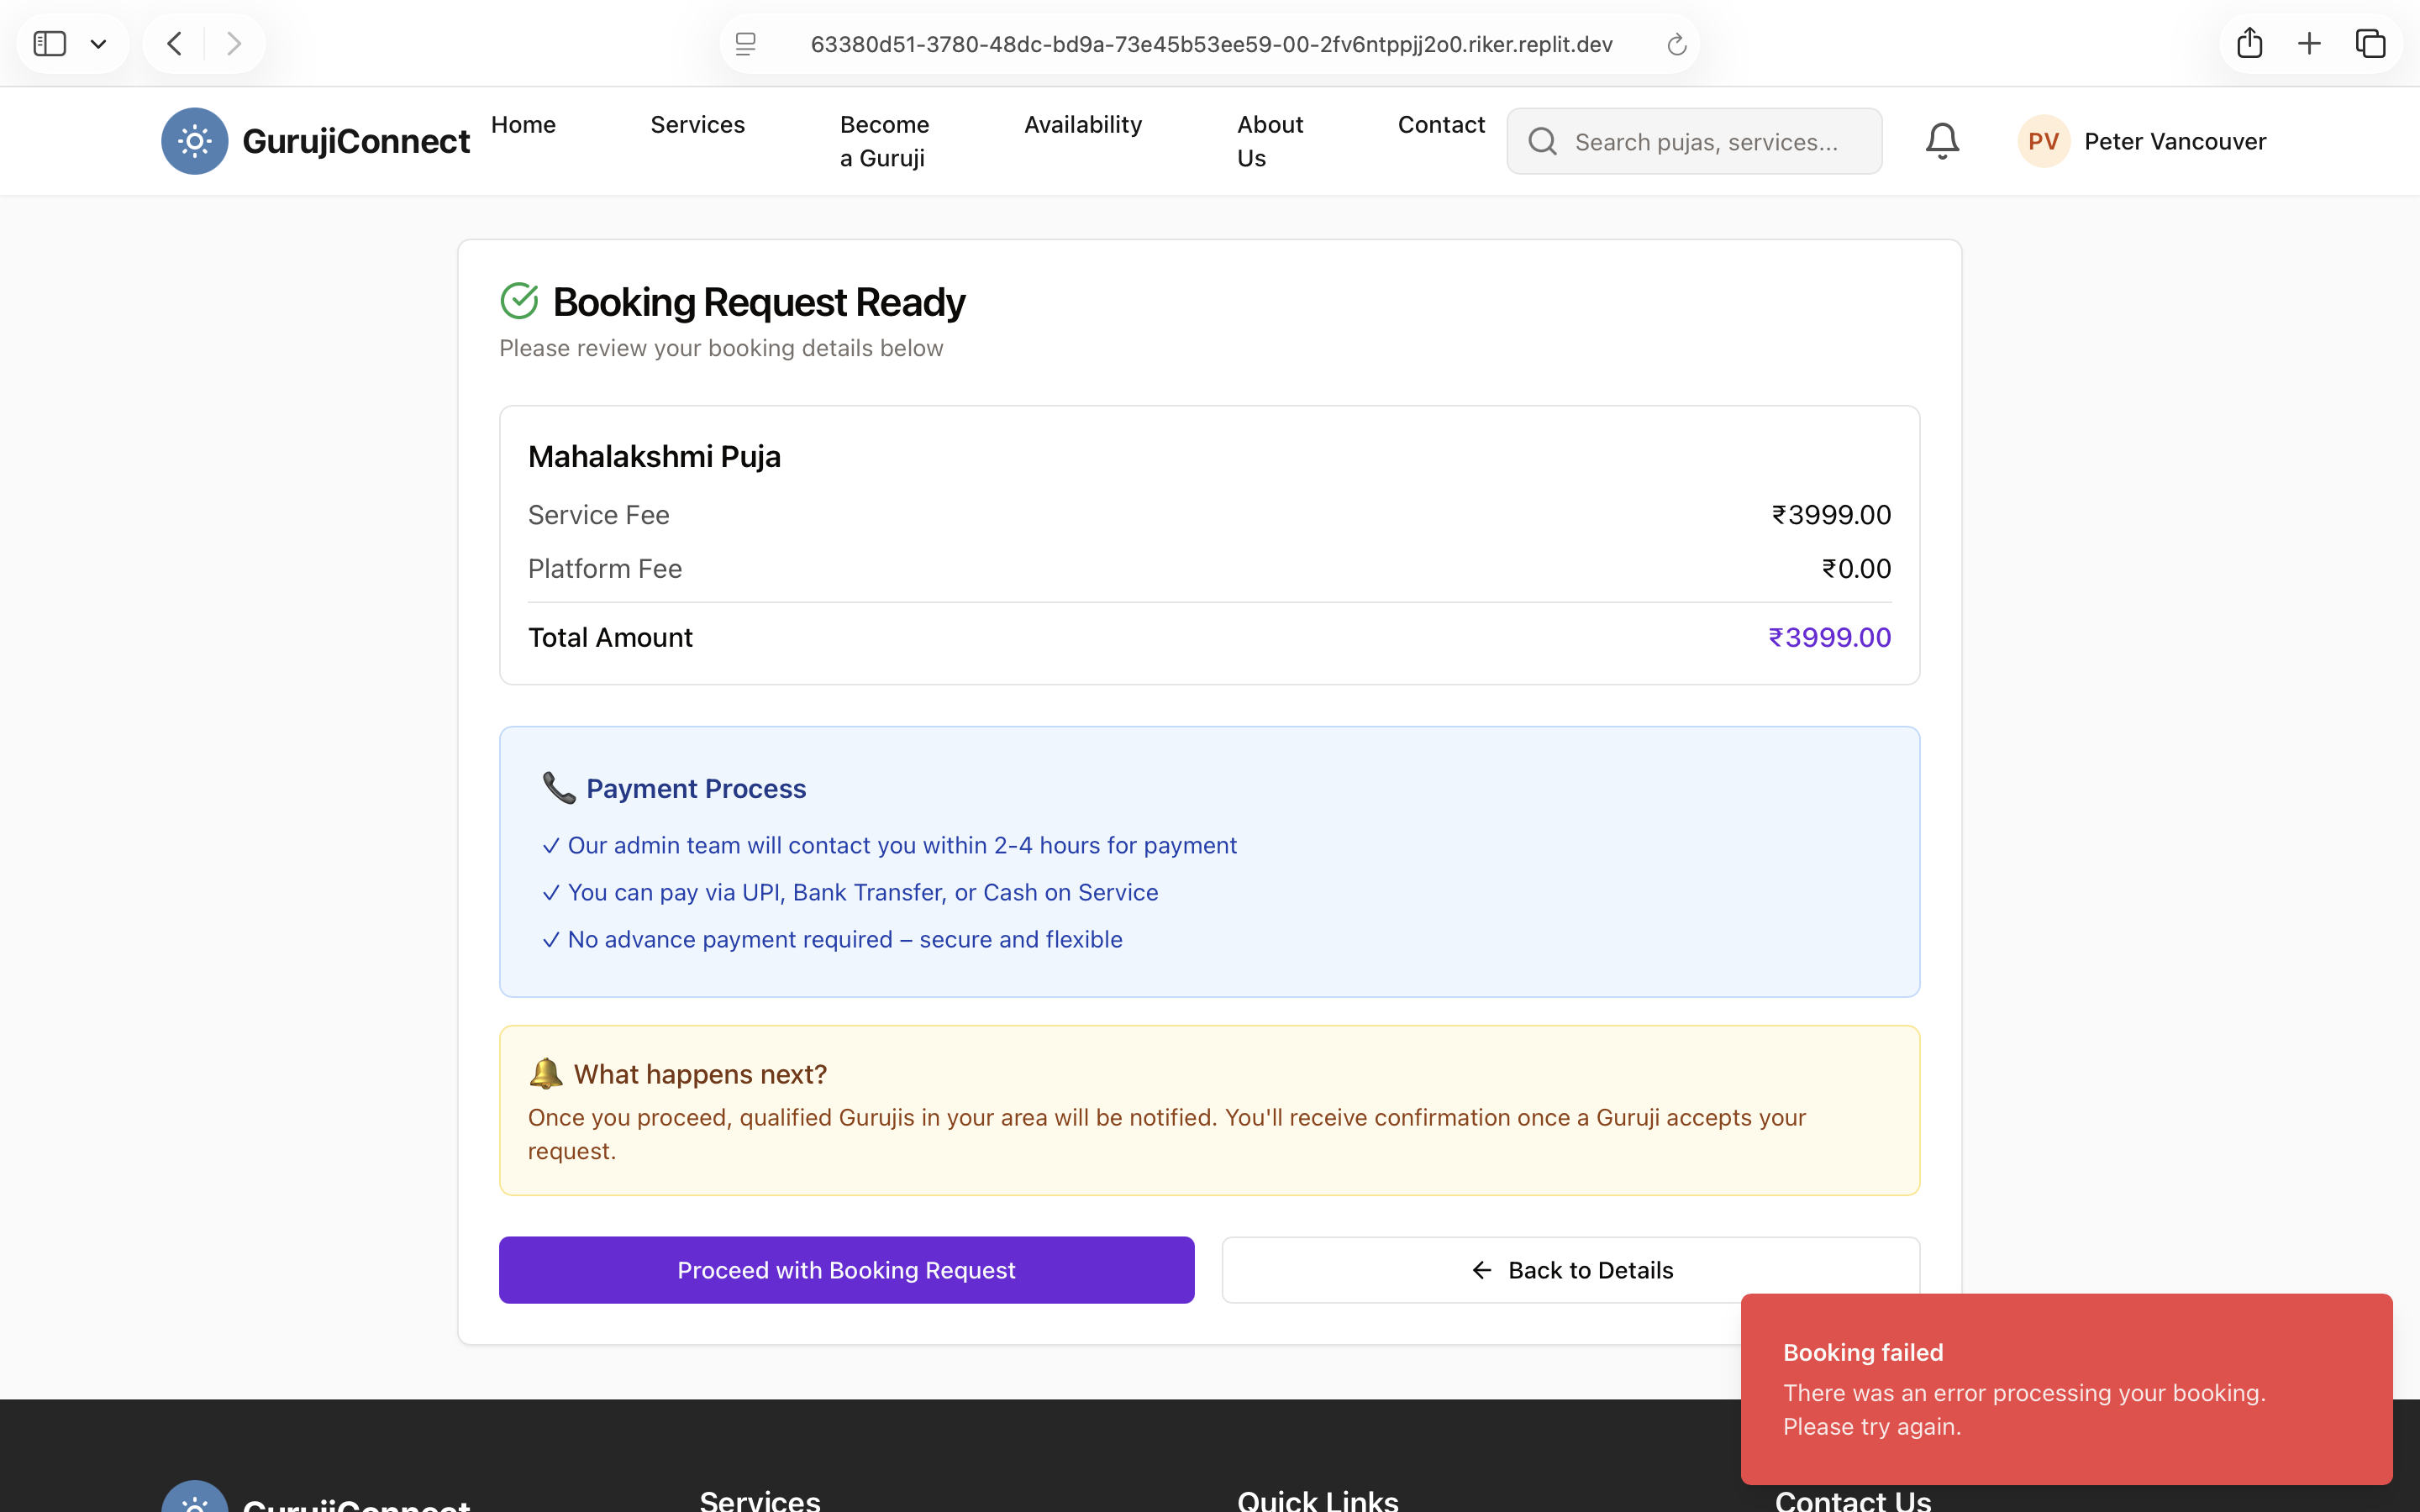 63380d51-3780-48dc-bd9a-73e45b53ee59-00-2fv6ntppjj2o0.riker.replit.dev
GurujiConnect
Home
Services
Become
a Guruji
Availability
About
Us
Contact
Search pujas, services...
PV
Peter Vancouver
Booking Request Ready
Please review your booking details below
Mahalakshmi Puja
Service Fee ₹3999.00
Platform Fee ₹0.00
Total Amount ₹3999.00
Payment Process
✓ Our admin team will contact you within 2-4 hours for payment
✓ You can pay via UPI, Bank Transfer, or Cash on Service
✓ No advance payment required – secure and flexible
What happens next?
Once you proceed, qualified Gurujis in your area will be notified. You'll receive confirmation once a Guruji accepts your
request.
Proceed with Booking Request
← Back to Details
Booking failed
There was an error processing your booking.
Please try again.
GurujiConnect
Services
Quick Links
Contact Us